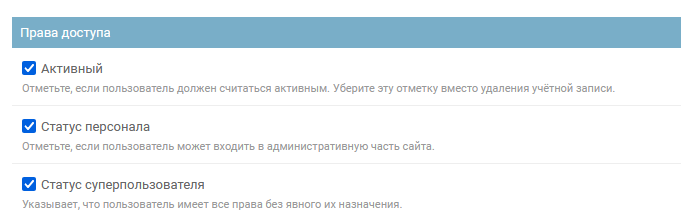 Права доступа
Активный
Отметьте, если пользователь должен считаться активным. Уберите эту отметку вместо удаления учётной записи.
Статус персонала
Отметьте, если пользователь может входить в административную часть сайта.
Статус суперпользователя
Указывает, что пользователь имеет все права без явного их назначения.